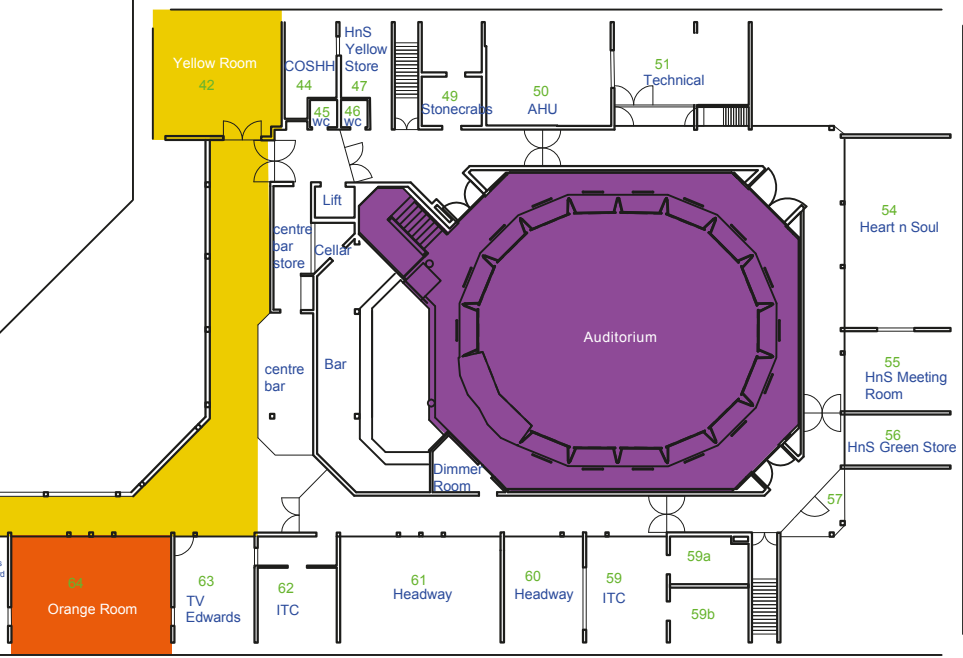 Yellow Room
42
COSHH
44
HnS
Yellow
Store
47
45
wc
46
wc
49
Stonecrabs
50
AHU
51
Technical
Lift
centre
bar
store
Cellar
54
Heart n Soul
Auditorium
centre
bar
Bar
55
HnS Meeting
Room
56
HnS Green Store
Dimmer
Room
57
64
Orange Room
63
TV
Edwards
62
ITC
61
Headway
60
Headway
59
ITC
59a
59b